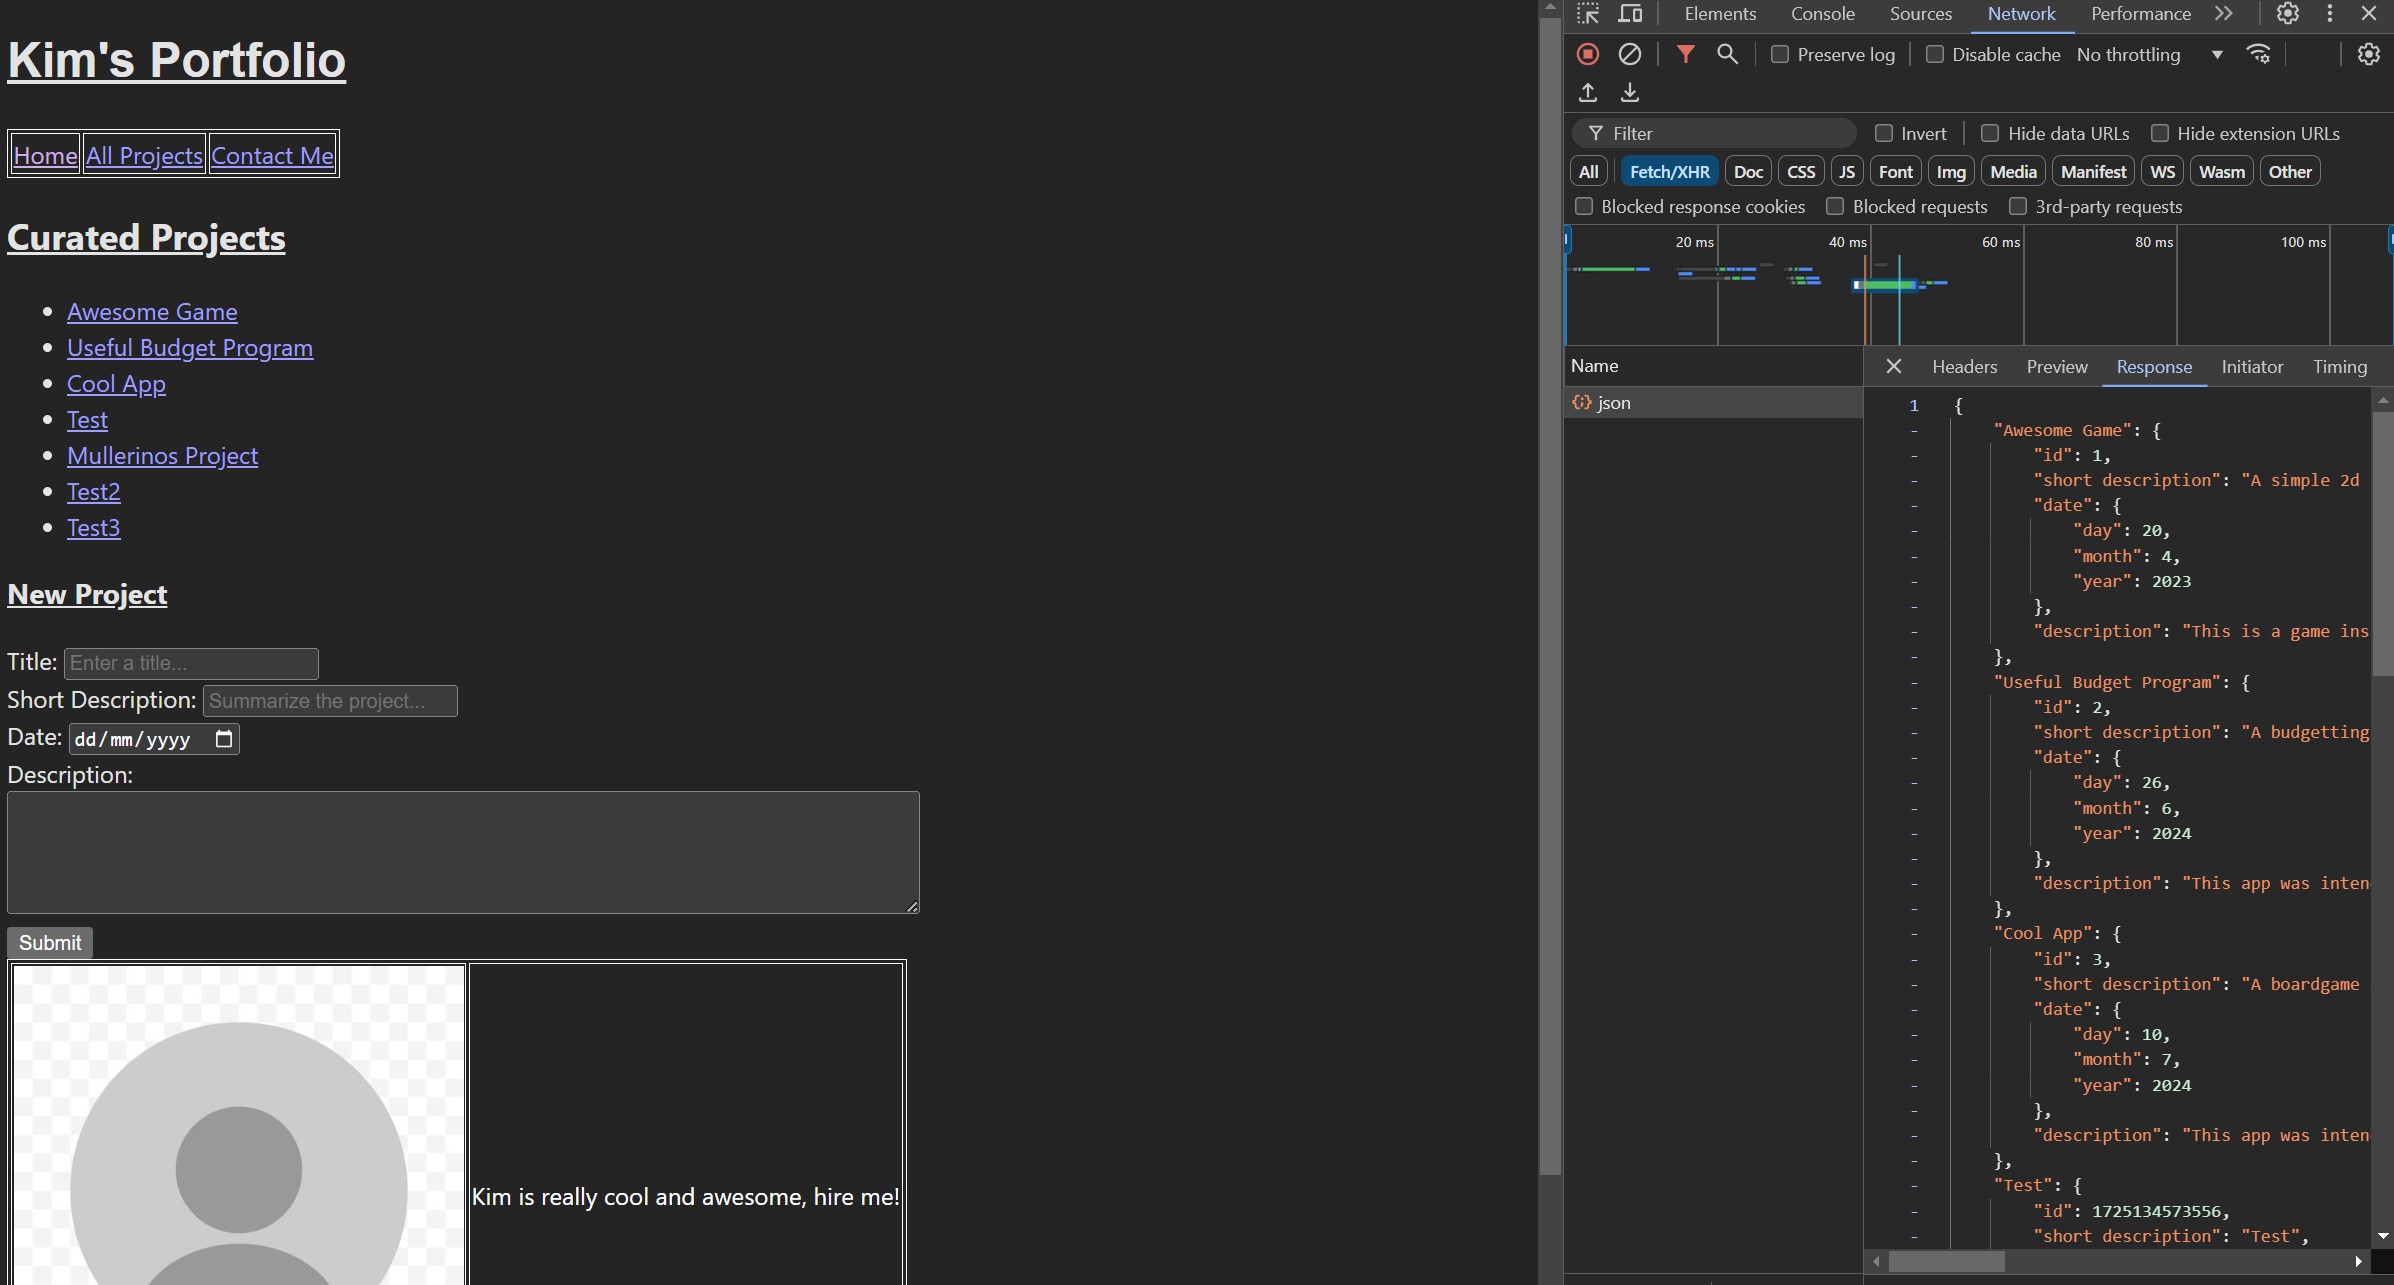 Kim's Portfolio
Home All Projects Contact Me
Curated Projects
Awesome Game
Useful Budget Program
Cool App
Test
Mullerinos Project
Test2
Test3
New Project
Title: Enter a title...
Short Description: Summarize the project...
Date: dd/mm/yyyy
Description:
Submit
Kim is really cool and awesome, hire me!
Elements Console Sources Network Performance
Preserve log Disable cache No throttling
Filter Invert Hide data URLs Hide extension URLs
All Fetch/XHR Doc CSS JS Font Img Media Manifest WS Wasm Other
Blocked response cookies Blocked requests 3rd-party requests
20 ms 40 ms 60 ms 80 ms 100 ms
Name
json
Headers Preview Response Initiator Timing
1 {
- "Awesome Game": {
- "id": 1,
- "short description": "A simple 2d
- "date": {
- "day": 20,
- "month": 4,
- "year": 2023
- },
- "description": "This is a game ins
- },
- "Useful Budget Program": {
- "id": 2,
- "short description": "A budgetting
- "date": {
- "day": 26,
- "month": 6,
- "year": 2024
- },
- "description": "This app was inten
- },
- "Cool App": {
- "id": 3,
- "short description": "A boardgame
- "date": {
- "day": 10,
- "month": 7,
- "year": 2024
- },
- "description": "This app was inten
- },
- "Test": {
- "id": 1725134573556,
- "short description": "Test",